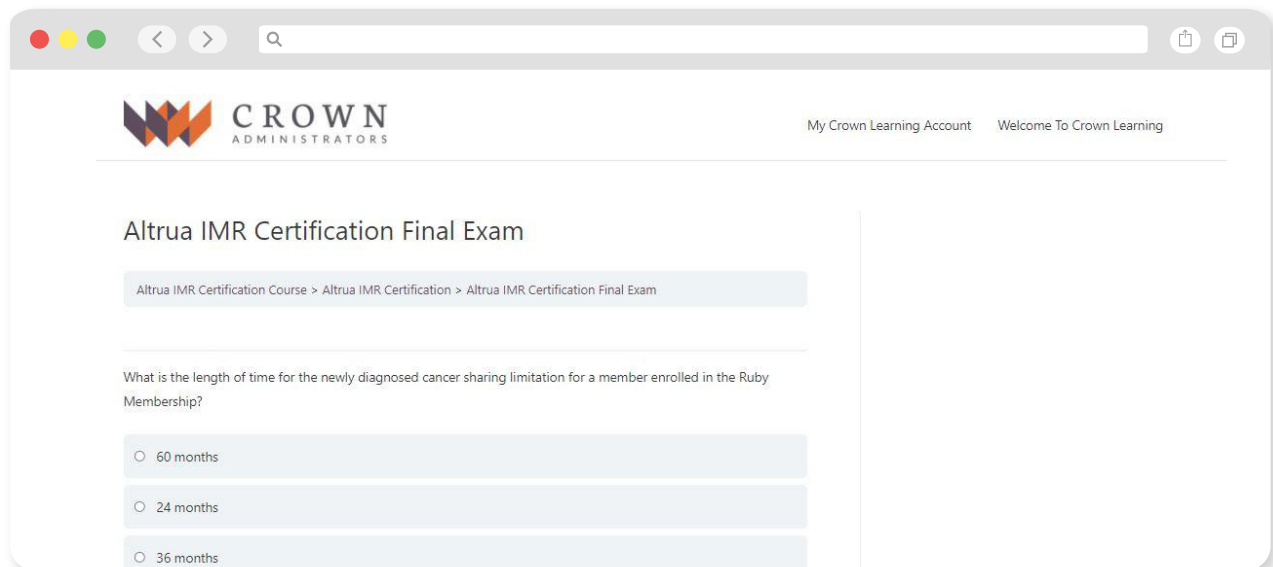 CROWN
ADMINISTRATORS
My Crown Learning Account Welcome To Crown Learning
Altrua IMR Certification Final Exam
Altrua IMR Certification Course > Altrua IMR Certification > Altrua IMR Certification Final Exam
What is the length of time for the newly diagnosed cancer sharing limitation for a member enrolled in the Ruby
Membership?
60 months
24 months
36 months